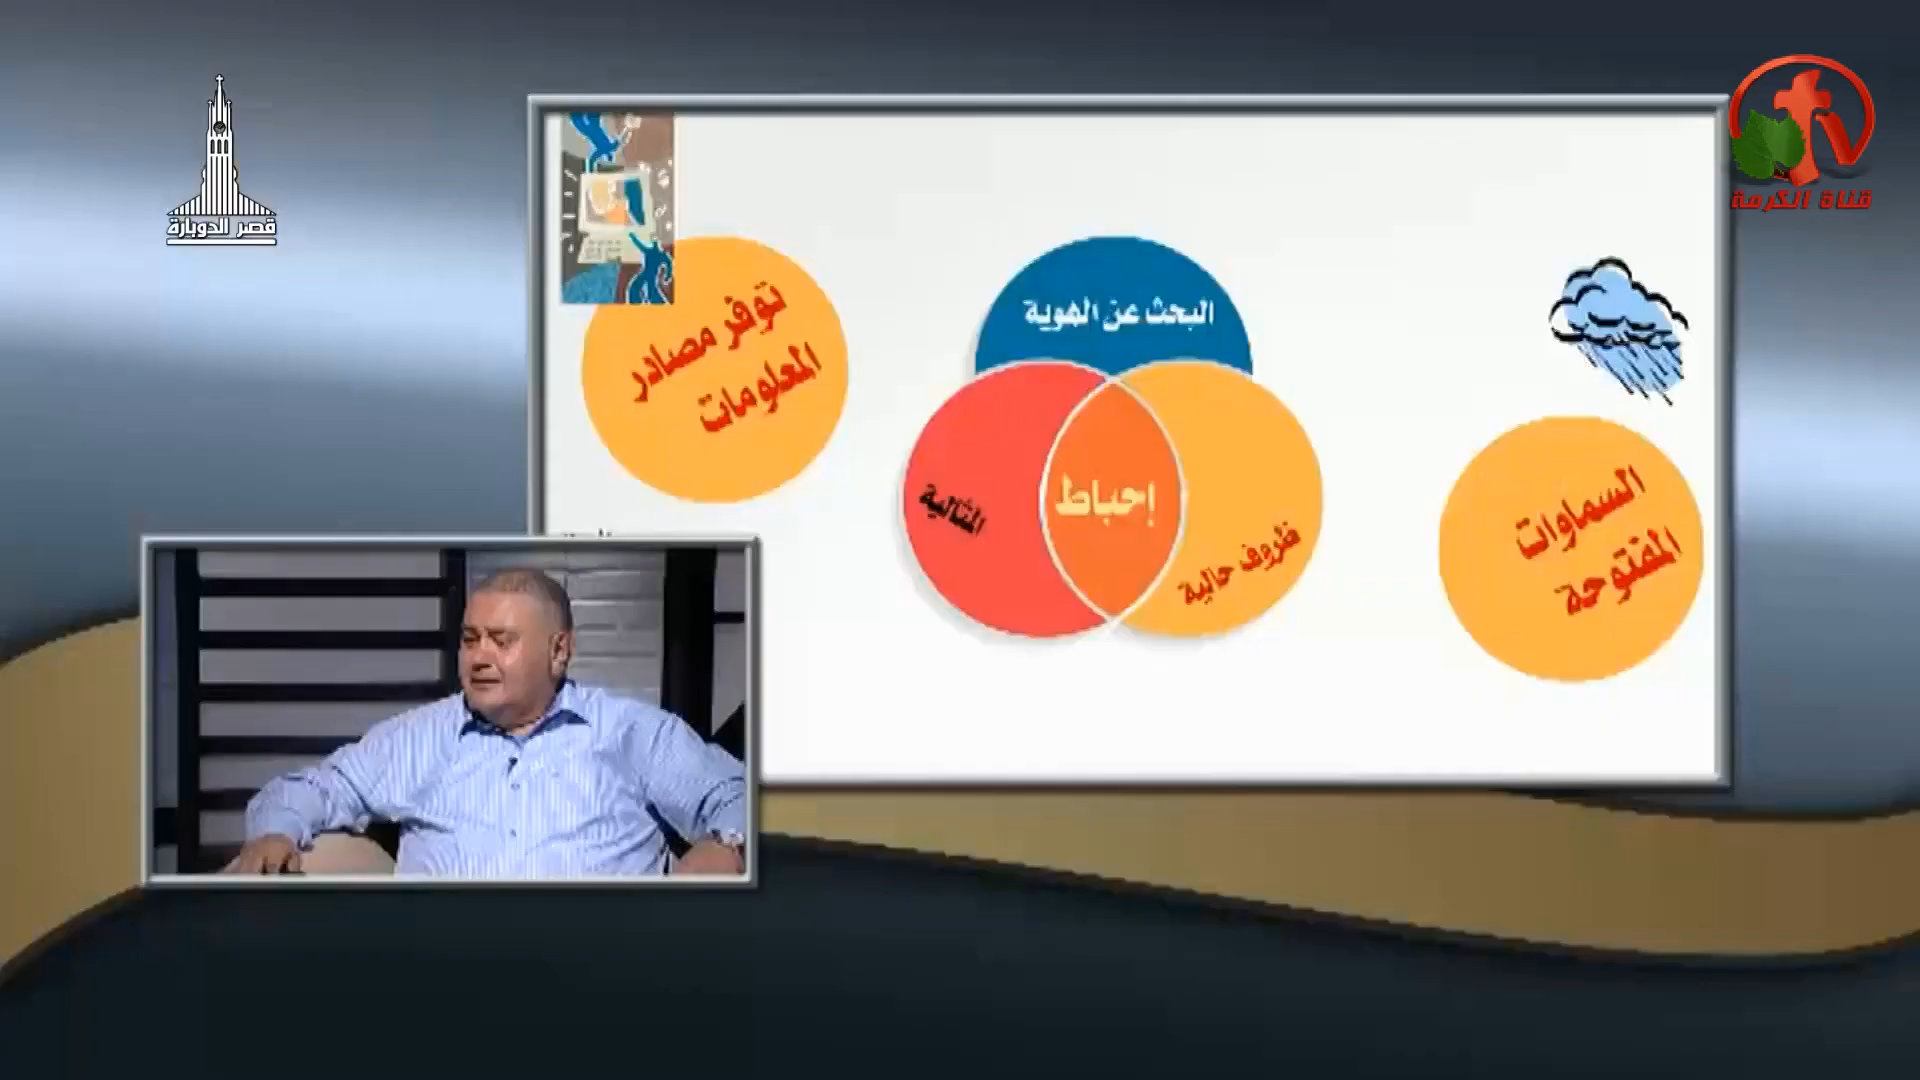 قصر الدوبارة
قناة الكرمة
البحث عن الهوية
توفر مصادر
المعلومات
المثالية
إحباط
ظروف حالية
السماوات
المفتوحة